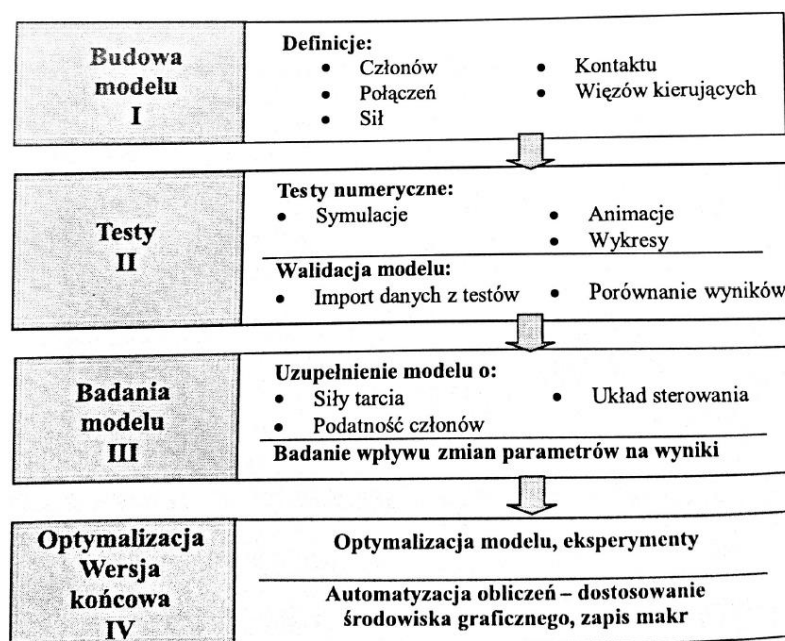 Budowa
modelu
I
Definicje:
• Członów
• Połączeń
• Sił
• Kontaktu
• Więzów kierujących
Testy
II
Testy numeryczne:
• Symulacje
• Animacje
• Wykresy
Walidacja modelu:
• Import danych z testów
• Porównanie wyników
Badania
modelu
III
Uzupełnienie modelu o:
• Siły tarcia
• Podatność członów
• Układ sterowania
Badanie wpływu zmian parametrów na wyniki
Optymalizacja
Wersja
końcowa
IV
Optymalizacja modelu, eksperymenty
Automatyzacja obliczeń – dostosowanie
środowiska graficznego, zapis makr